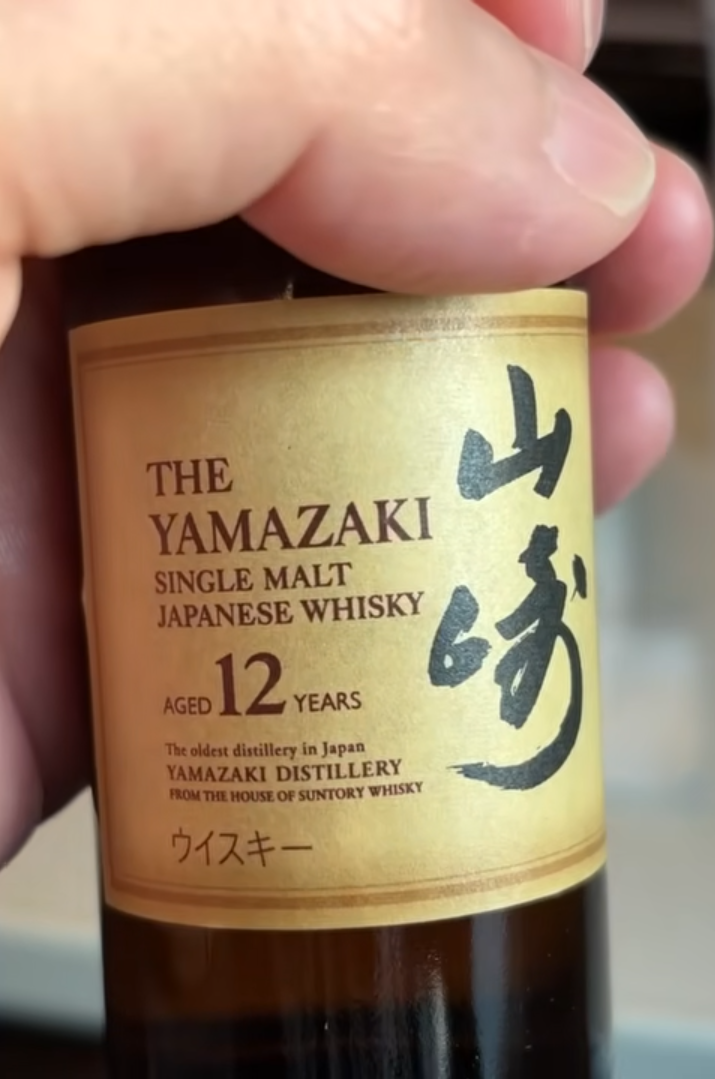 THE
YAMAZAKI
SINGLE MALT
JAPANESE WHISKY
AGED 12 YEARS
The oldest distillery in Japan
YAMAZAKI DISTILLERY
FROM THE HOUSE OF SUNTORY WHISKY
ウイスキー
山崎